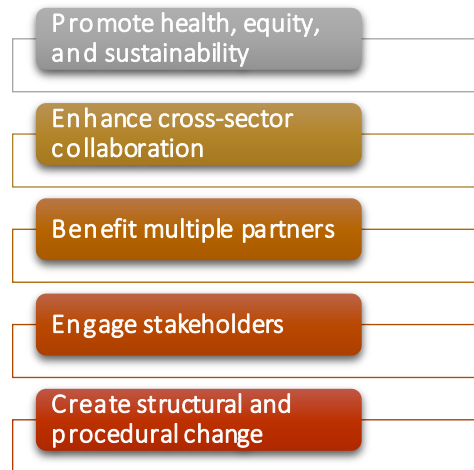 Promote health, equity,
and sustainability
Enhance cross-sector
collaboration
Benefit multiple partners
Engage stakeholders
Create structural and
procedural change